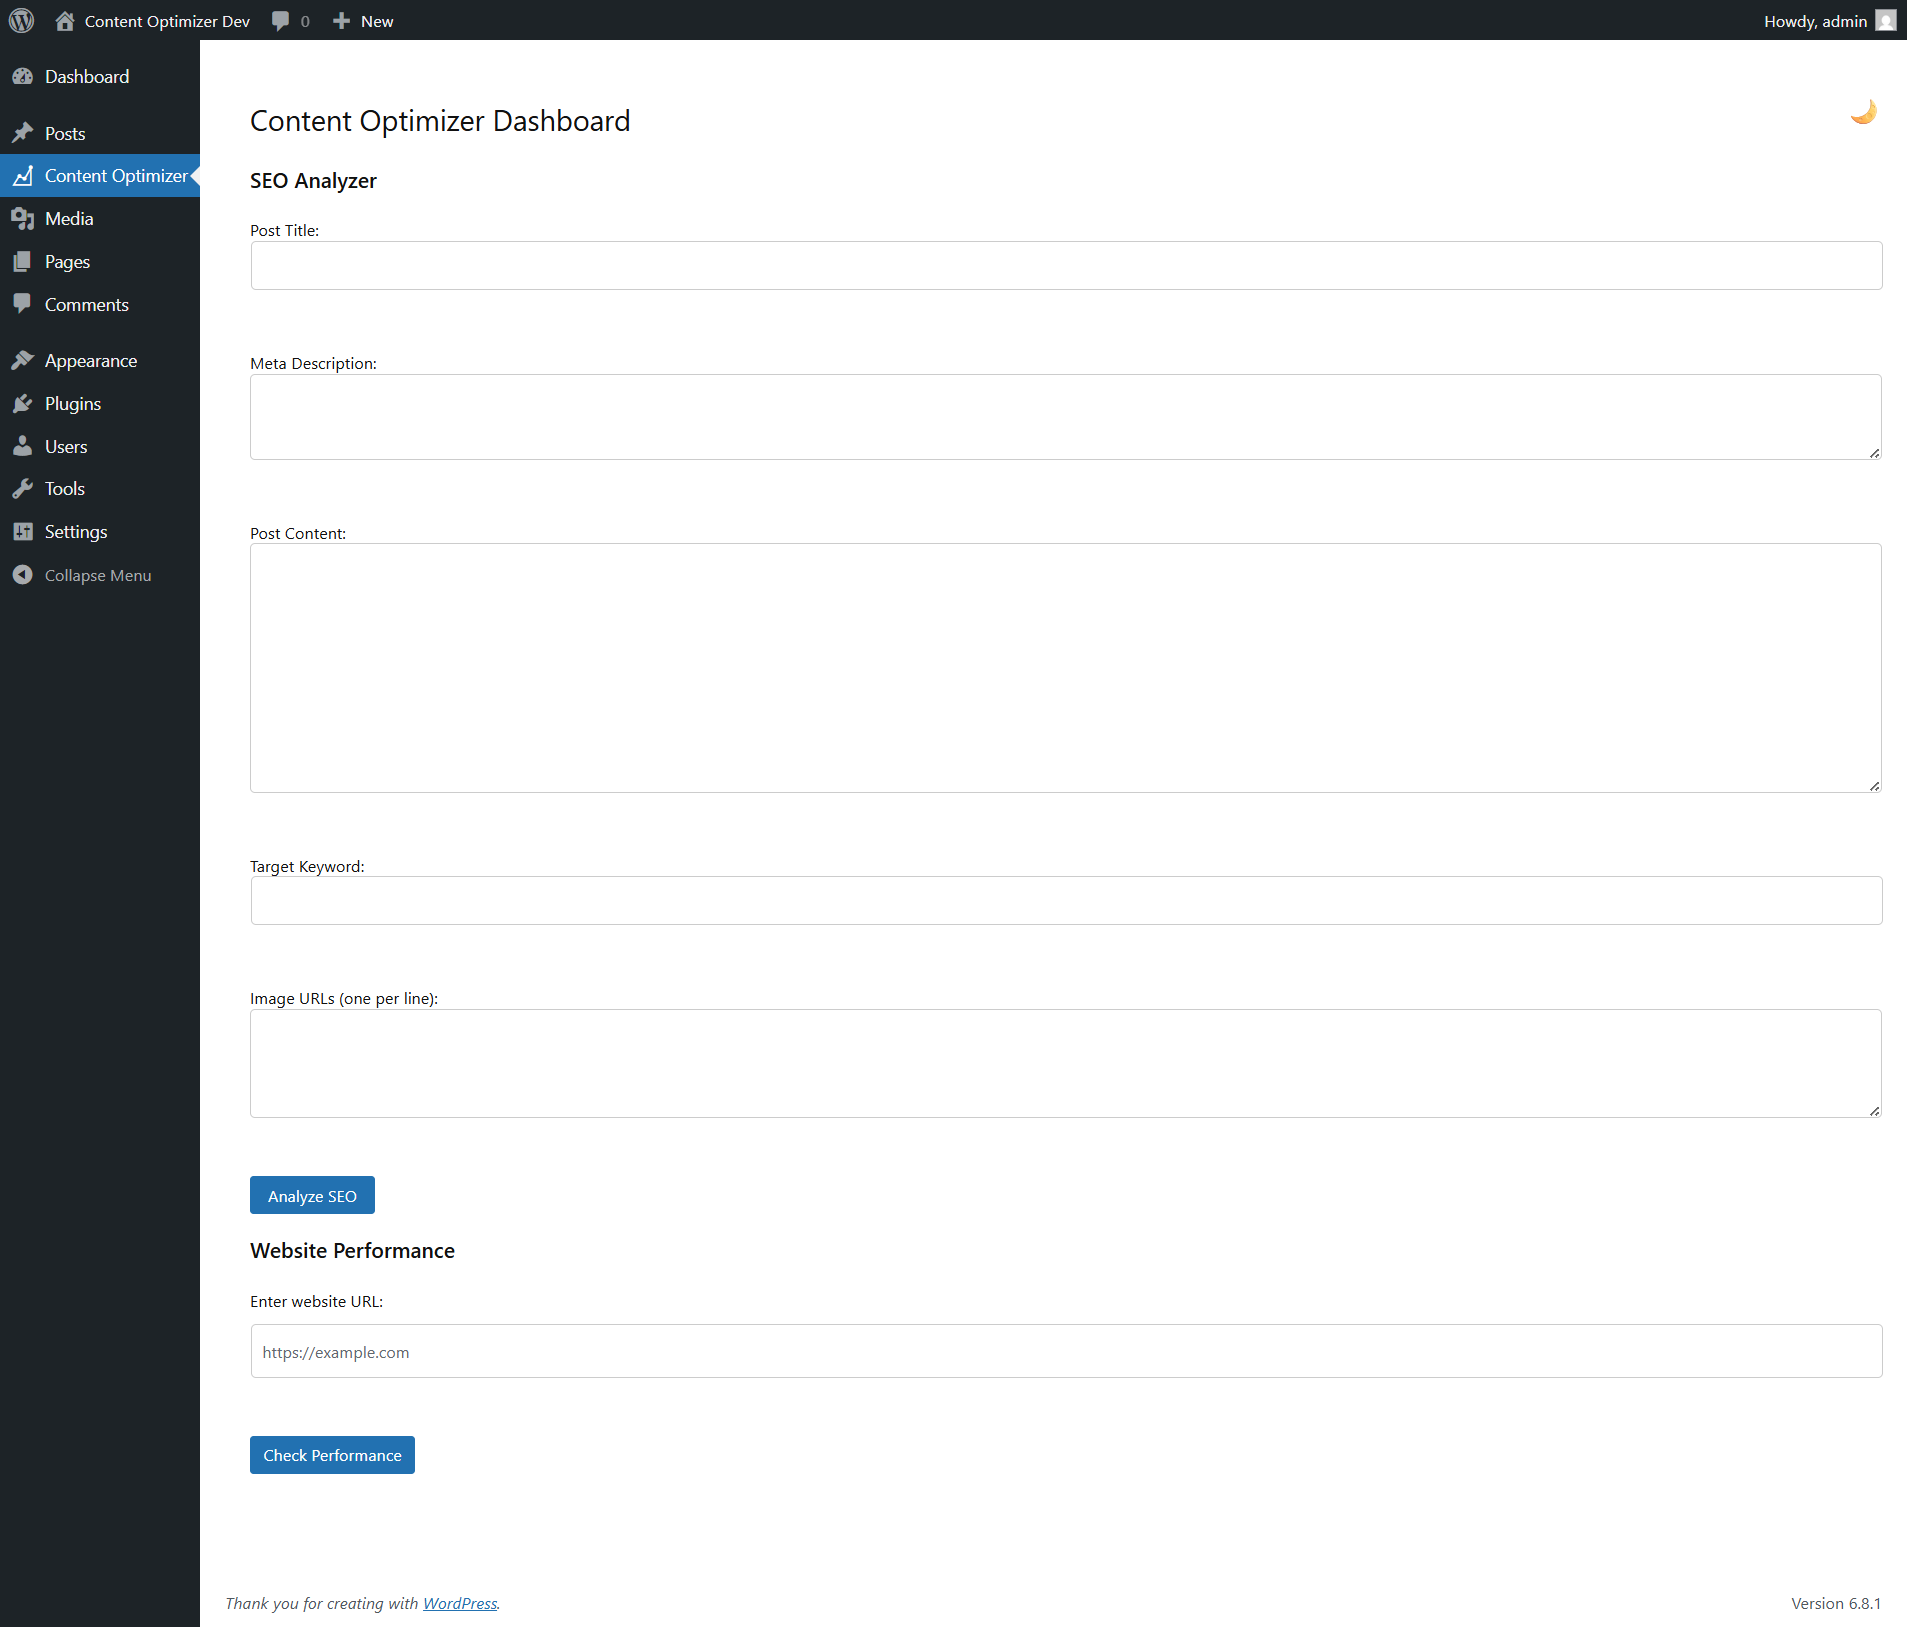 Content Optimizer Dev 0 New Howdy, admin
Dashboard
Posts
Content Optimizer
Media
Pages
Comments
Appearance
Plugins
Users
Tools
Settings
Collapse Menu
Content Optimizer Dashboard
SEO Analyzer
Post Title:
Meta Description:
Post Content:
Target Keyword:
Image URLs (one per line):
Analyze SEO
Website Performance
Enter website URL:
https://example.com
Check Performance
Thank you for creating with WordPress. Version 6.8.1